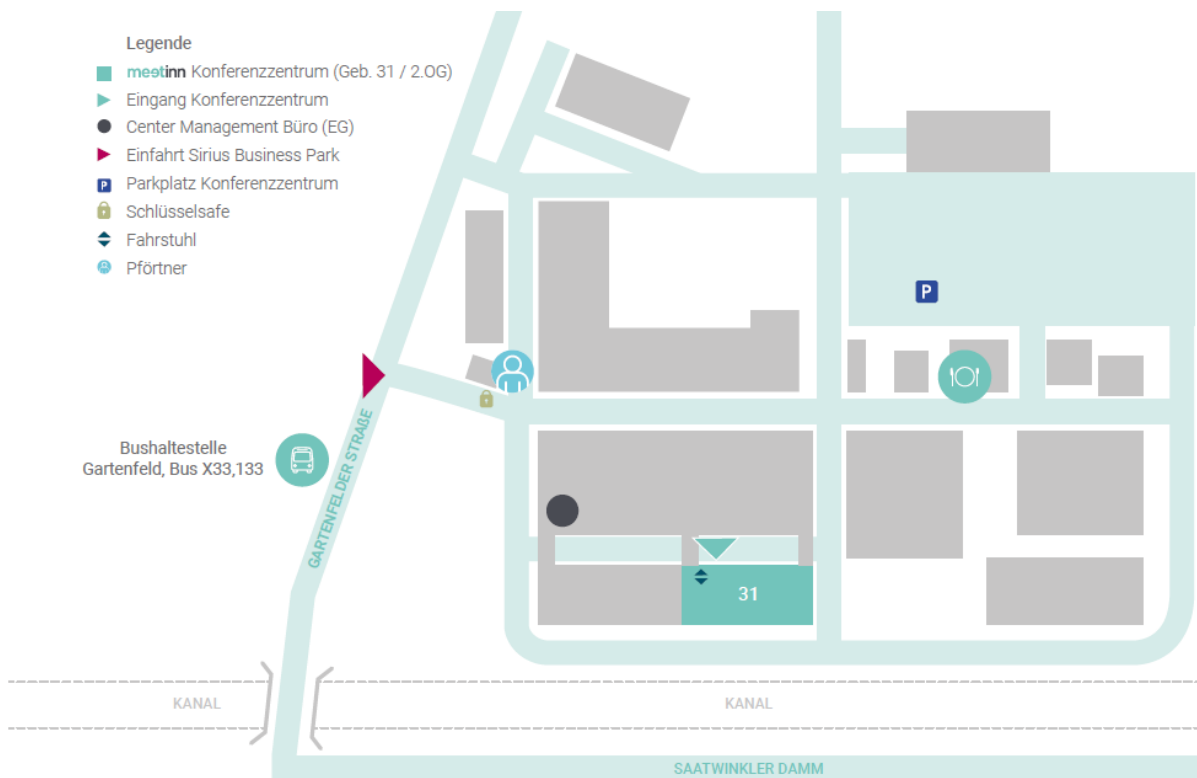 Legende
meetinn Konferenzzentrum (Geb. 31 / 2.OG)
Eingang Konferenzzentrum
Center Management Büro (EG)
Einfahrt Sirius Business Park
P Parkplatz Konferenzzentrum
Schlüsselsafe
Fahrstuhl
Pförtner
P
Bushaltestelle
Gartenfeld, Bus X33,133
GARTENFELDER STRAßE
31
KANAL
KANAL
SAATWINKLER DAMM